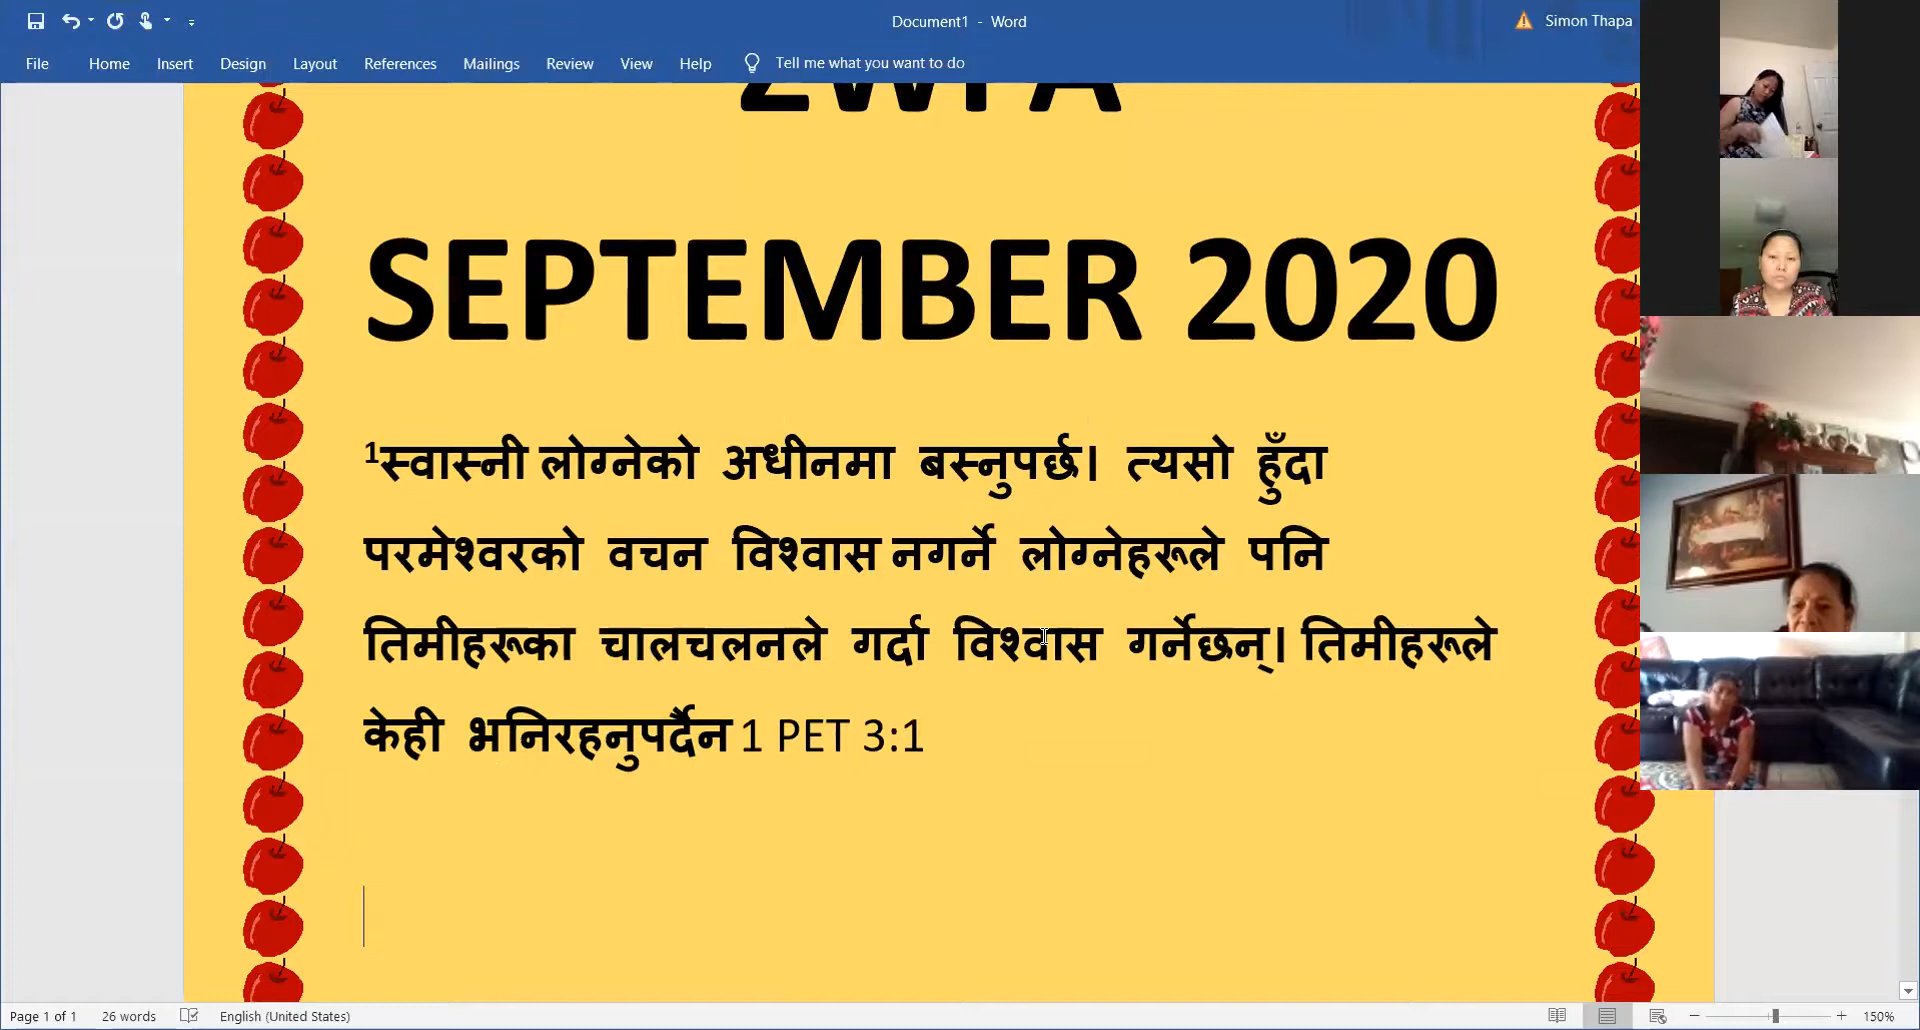 Document1 - Word
Simon Thapa
File Home Insert Design Layout References Mailings Review View Help Tell me what you want to do
SEPTEMBER 2020
¹स्वास्नी लोग्नेको अधीनमा बस्नुपर्छ। त्यसो हुँदा
परमेश्वरको वचन विश्वास नगर्ने लोग्नेहरूले पनि
तिमीहरूका चालचलनले गर्दा विश्वास गर्नेछन्। तिमीहरूले
केही भनिरहनुपर्दैन 1 PET 3:1
Page 1 of 1 26 words English (United States) 150%